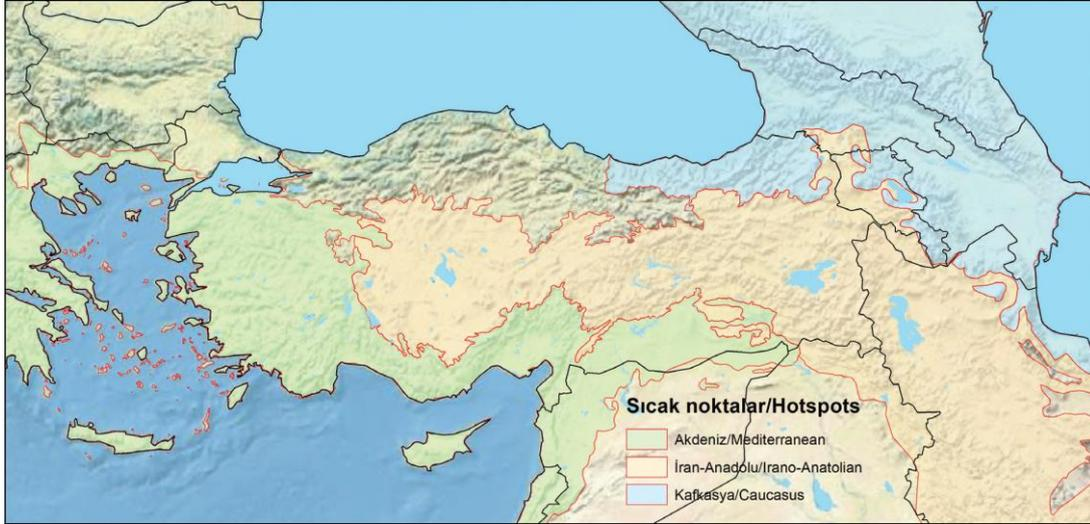 Sıcak noktalar/Hotspots
Akdeniz/Mediterranean
İran-Anadolu/Irano-Anatolian
Kafkasya/Caucasus